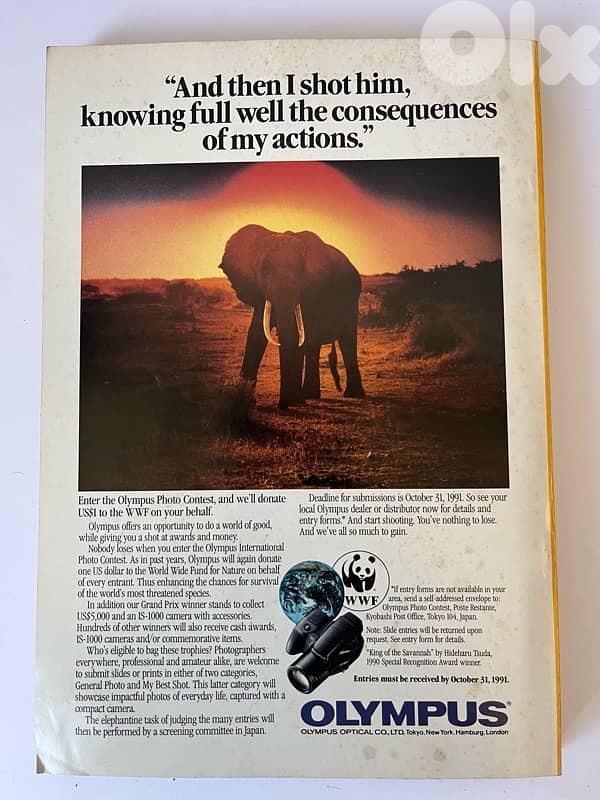 Olx
“And then I shot him,
knowing full well the consequences
of my actions.”
Enter the Olympus Photo Contest, and we'll donate
US$1 to the WWF on your behalf.
Olympus offers an opportunity to do a world of good,
while giving you a shot at awards and money.
Nobody loses when you enter the Olympus International
Photo Contest. As in past years, Olympus will again donate
one US dollar to the World Wide Fund for Nature on behalf
of every entrant. Thus enhancing the chances for survival
of the world's most threatened species.
In addition our Grand Prix winner stands to collect
US$5,000 and an IS-1000 camera with accessories.
Hundreds of other winners will also receive cash awards,
IS-1000 cameras and/or commemorative items.
Who's eligible to bag these trophies? Photographers
everywhere, professional and amateur alike, are welcome
to submit slides or prints in either of two categories,
General Photo and My Best Shot. This latter category will
showcase impactful photos of everyday life, captured with a
compact camera.
The elephantine task of judging the many entries will
then be performed by a screening committee in Japan.
Deadline for submissions is October 31, 1991. So see your
local Olympus dealer or distributor now for details and
entry forms.* And start shooting. You've nothing to lose.
And we've all so much to gain.
WWF
*If entry forms are not available in your
area, send a self-addressed envelope to:
Olympus Photo Contest, Poste Restante,
Kyobashi Post Office, Tokyo 104, Japan.
Note: Slide entries will be returned upon
request. See entry form for details.
"King of the Savannah" by Hideharu Tsuda,
1990 Special Recognition Award winner.
Entries must be received by October 31, 1991.
OLYMPUS®
OLYMPUS OPTICAL CO., LTD. Tokyo, New York, Hamburg, London